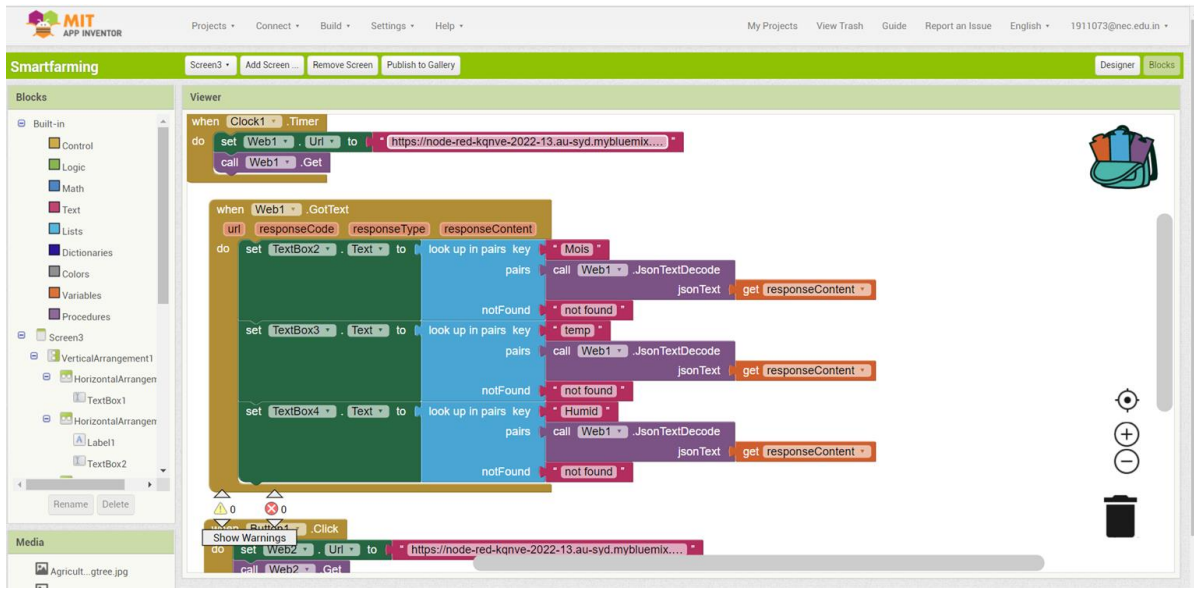 MIT
APP INVENTOR
Projects Connect Build Settings Help My Projects View Trash Guide Report an Issue English 1911073@nec.edu.in
Smartfarming Screen3 Add Screen ... Remove Screen Publish to Gallery Designer Blocks
Blocks
Viewer
Built-in
Control
Logic
Math
Text
Lists
Dictionaries
Colors
Variables
Procedures
Screen3
VerticalArrangement1
HorizontalArrangen
TextBox1
HorizontalArrangen
Label1
TextBox2
Rename Delete
Media
Agricult...gtree.jpg
when Clock1 .Timer
do set Web1 . Url to " https://node-red-kqnve-2022-13.au-syd.mybluemix.... "
call Web1 .Get
when Web1 .GotText
url responseCode responseType responseContent
do set TextBox2 . Text to look up in pairs key " Mois "
pairs call Web1 .JsonTextDecode
jsonText get responseContent
notFound " not found "
set TextBox3 . Text to look up in pairs key " temp "
pairs call Web1 .JsonTextDecode
jsonText get responseContent
notFound " not found "
set TextBox4 . Text to look up in pairs key " Humid "
pairs call Web1 .JsonTextDecode
jsonText get responseContent
notFound " not found "
0 0
Show Warnings
when Button1 .Click
do set Web2 . Url to " https://node-red-kqnve-2022-13.au-syd.mybluemix.... "
call Web2 .Get